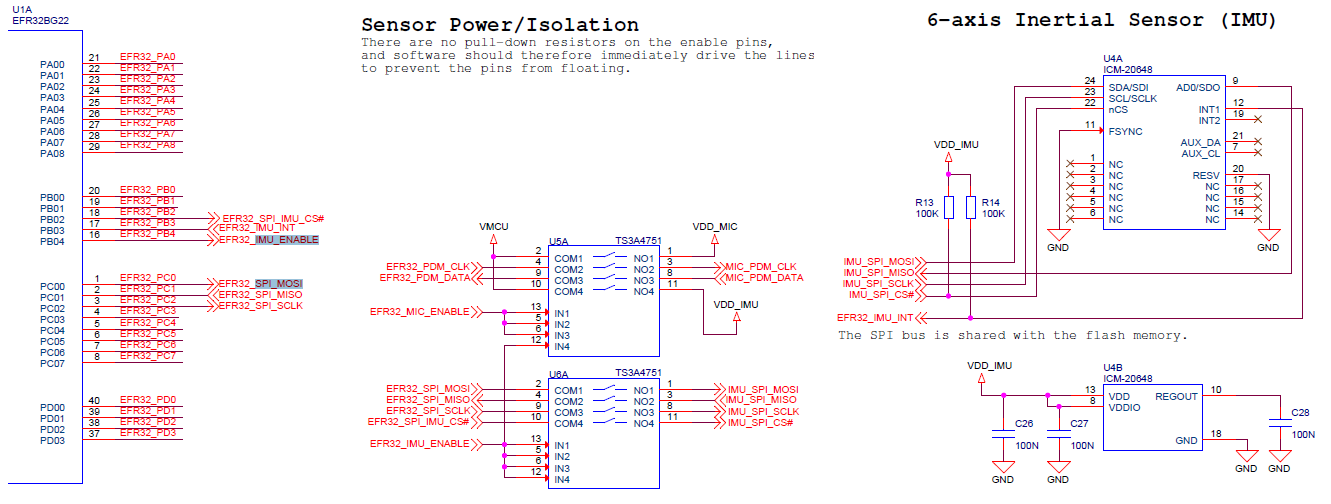 U1A
EFR32BG22
PA00 21 EFR32_PA0
PA01 22 EFR32_PA1
PA02 23 EFR32_PA2
PA03 24 EFR32_PA3
PA04 25 EFR32_PA4
PA05 26 EFR32_PA5
PA06 27 EFR32_PA6
PA07 28 EFR32_PA7
PA08 29 EFR32_PA8
PB00 20 EFR32_PB0
PB01 19 EFR32_PB1
PB02 18 EFR32_PB2 EFR32_SPI_IMU_CS#
PB03 17 EFR32_PB3 EFR32_IMU_INT
PB04 16 EFR32_PB4 EFR32_IMU_ENABLE
PC00 1 EFR32_PC0 EFR32_SPI_MOSI
PC01 2 EFR32_PC1 EFR32_SPI_MISO
PC02 3 EFR32_PC2 EFR32_SPI_SCLK
PC03 4 EFR32_PC3
PC04 5 EFR32_PC4
PC05 6 EFR32_PC5
PC06 7 EFR32_PC6
PC07 8 EFR32_PC7
PD00 40 EFR32_PD0
PD01 39 EFR32_PD1
PD02 38 EFR32_PD2
PD03 37 EFR32_PD3
Sensor Power/Isolation
There are no pull-down resistors on the enable pins,
and software should therefore immediately drive the lines
to prevent the pins from floating.
VMCU
VDD_MIC
U5A TS3A4751
2 COM1 NO1 1
EFR32_PDM_CLK 4 COM2 NO2 3 MIC_PDM_CLK
EFR32_PDM_DATA 9 COM3 NO3 8 MIC_PDM_DATA
10 COM4 NO4 11
VDD_IMU
EFR32_MIC_ENABLE 13 IN1
5 IN2
6 IN3
12 IN4
U6A TS3A4751
EFR32_SPI_MOSI 2 COM1 NO1 1 IMU_SPI_MOSI
EFR32_SPI_MISO 4 COM2 NO2 3 IMU_SPI_MISO
EFR32_SPI_SCLK 9 COM3 NO3 8 IMU_SPI_SCLK
EFR32_SPI_IMU_CS# 10 COM4 NO4 11 IMU_SPI_CS#
EFR32_IMU_ENABLE 13 IN1
5 IN2
6 IN3
12 IN4
6-axis Inertial Sensor (IMU)
U4A
ICM-20648
24 SDA/SDI AD0/SDO 9
23 SCL/SCLK
22 nCS INT1 12
INT2 19
11 FSYNC
AUX_DA 21
AUX_CL 7
1 NC
2 NC RESV 20
3 NC NC 17
4 NC NC 16
5 NC NC 15
6 NC NC 14
GND
GND
VDD_IMU
R13
100K
R14
100K
IMU_SPI_MOSI
IMU_SPI_MISO
IMU_SPI_SCLK
IMU_SPI_CS#
EFR32_IMU_INT
The SPI bus is shared with the flash memory.
VDD_IMU
U4B
ICM-20648
13 VDD REGOUT 10
8 VDDIO
GND 18
C26
100N
C27
100N
C28
100N
GND
GND
GND
GND